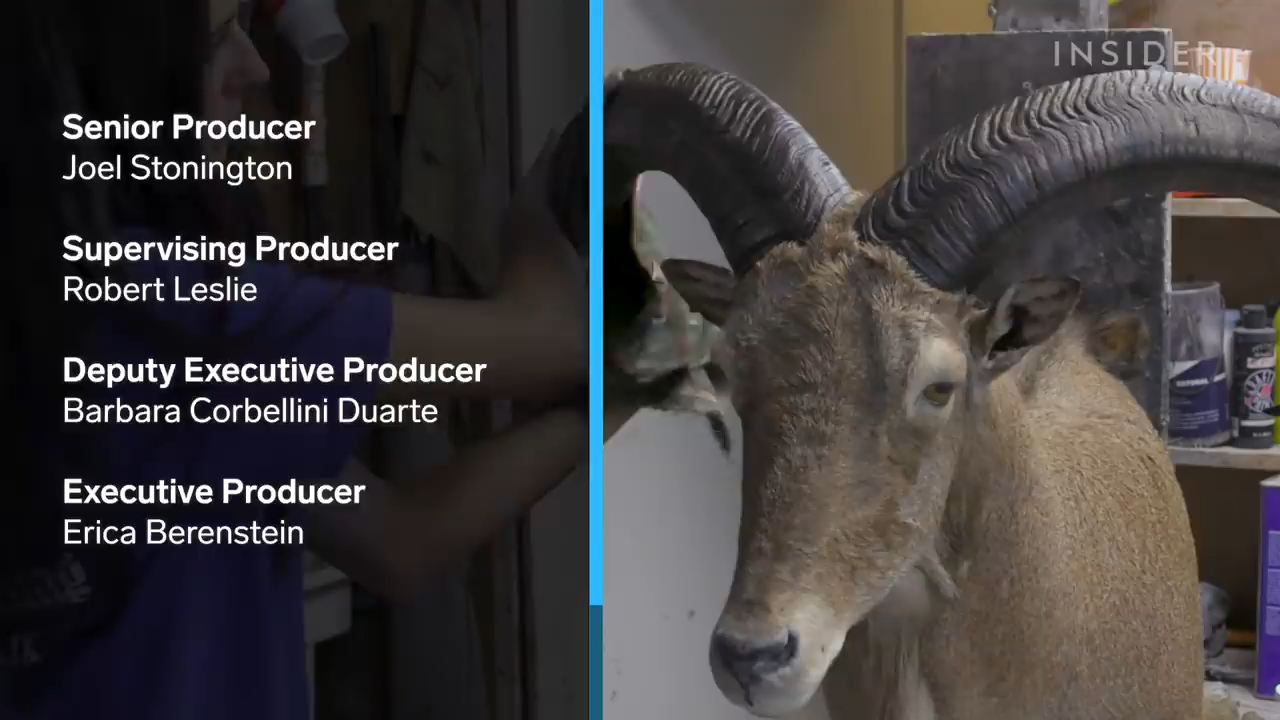 INSIDER
Senior Producer
Joel Stonington
Supervising Producer
Robert Leslie
Deputy Executive Producer
Barbara Corbellini Duarte
Executive Producer
Erica Berenstein